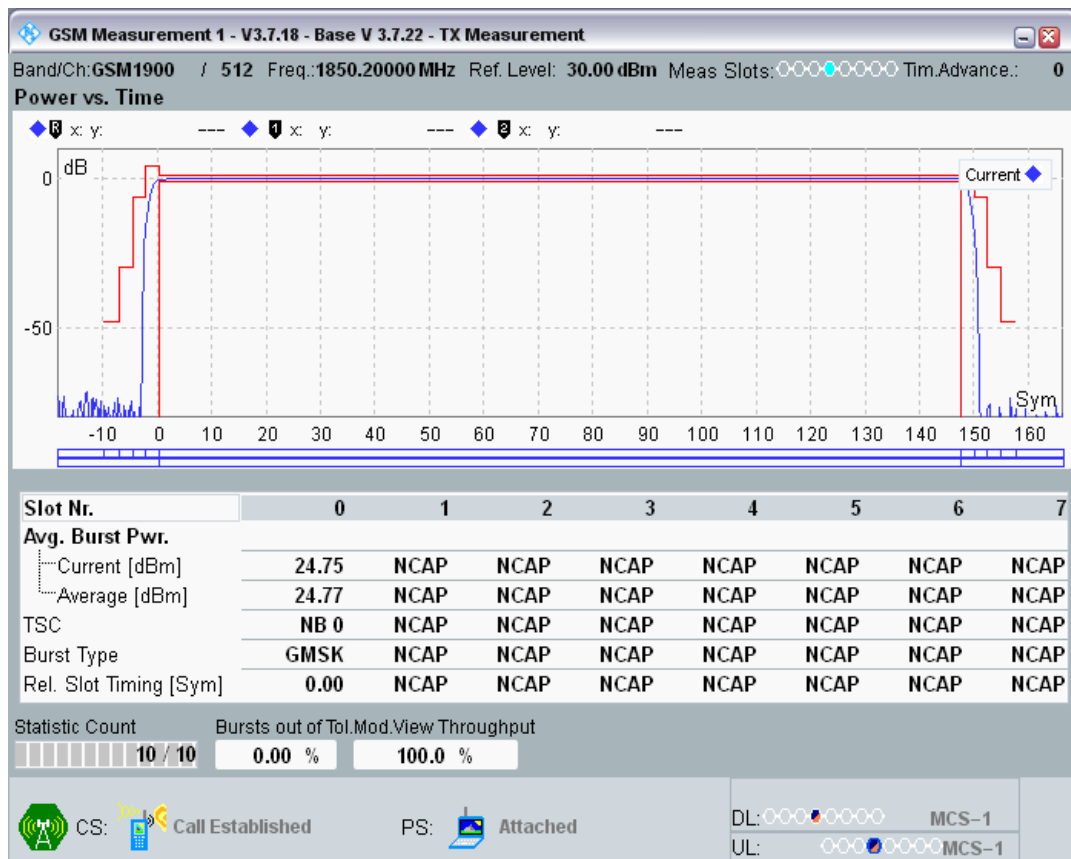 GSM Measurement 1 - V3.7.18 - Base V 3.7.22 - TX Measurement
Band/Ch:GSM1900 / 512 Freq.:1850.20000 MHz Ref. Level: 30.00 dBm Meas Slots: Tim.Advance.: 0
Power vs. Time
R x: y: --- 1 x: y: --- 2 x: y: ---
dB
0
Current
-50
Sym
-10 0 10 20 30 40 50 60 70 80 90 100 110 120 130 140 150 160
Slot Nr. 0 1 2 3 4 5 6 7
Avg. Burst Pwr.
Current [dBm] 24.75 NCAP NCAP NCAP NCAP NCAP NCAP NCAP
Average [dBm] 24.77 NCAP NCAP NCAP NCAP NCAP NCAP NCAP
TSC NB 0 NCAP NCAP NCAP NCAP NCAP NCAP NCAP
Burst Type GMSK NCAP NCAP NCAP NCAP NCAP NCAP NCAP
Rel. Slot Timing [Sym] 0.00 NCAP NCAP NCAP NCAP NCAP NCAP NCAP
Statistic Count Bursts out of Tol.Mod.View Throughput
10 / 10 0.00 % 100.0 %
CS: Call Established PS: Attached
DL: MCS-1
UL: MCS-1